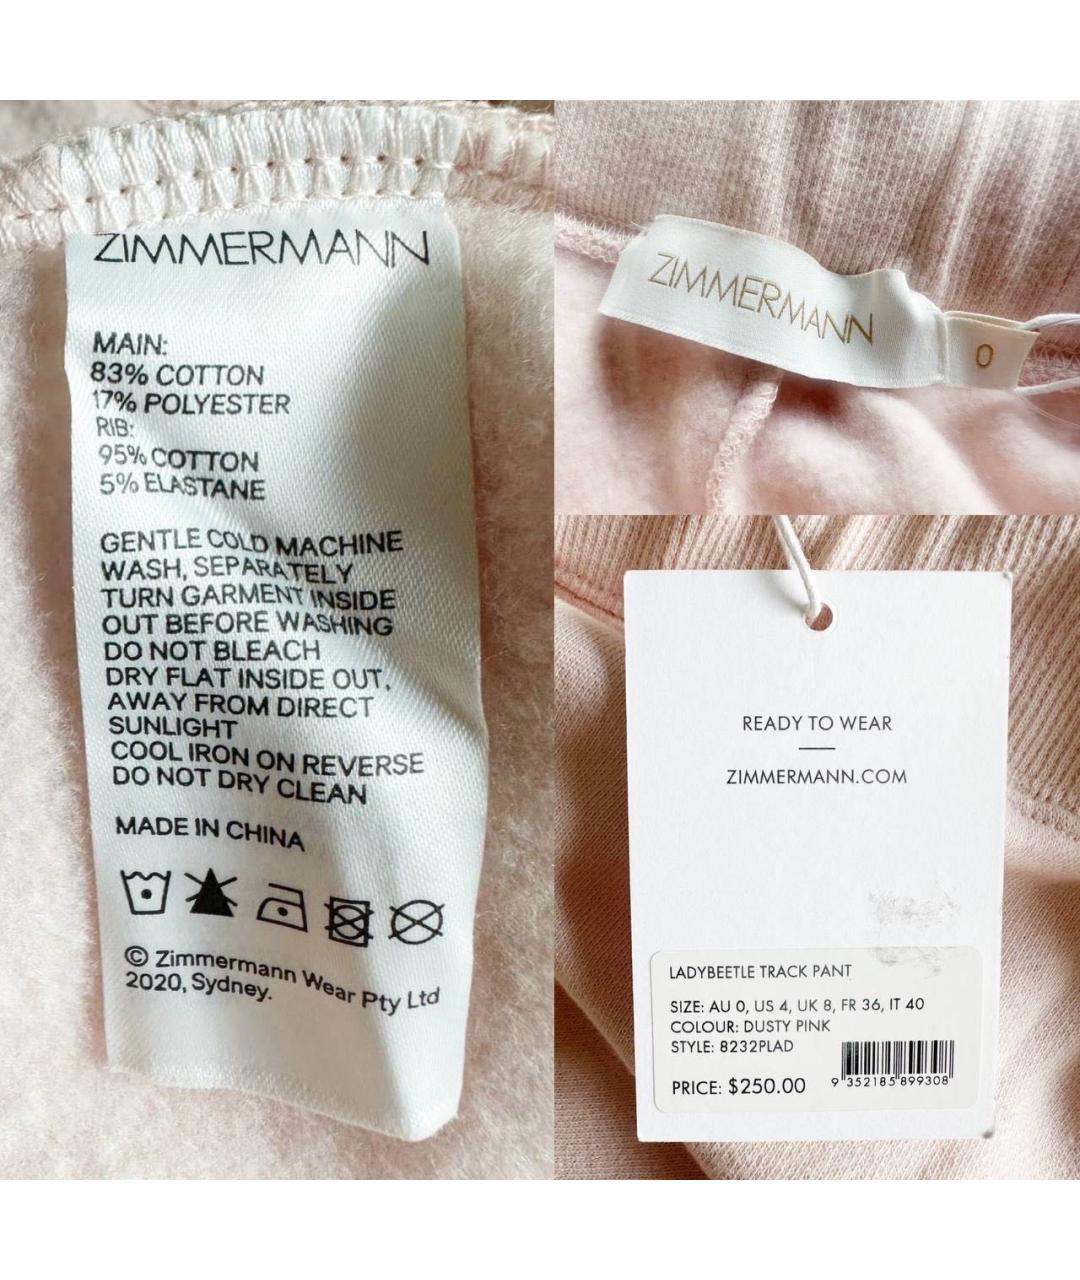 ZIMMERMANN
MAIN:
83% COTTON
17% POLYESTER
RIB:
95% COTTON
5% ELASTANE
GENTLE COLD MACHINE
WASH, SEPARATELY
TURN GARMENT INSIDE
OUT BEFORE WASHING
DO NOT BLEACH
DRY FLAT INSIDE OUT,
AWAY FROM DIRECT
SUNLIGHT
COOL IRON ON REVERSE
DO NOT DRY CLEAN
MADE IN CHINA
© Zimmermann Wear Pty Ltd
2020, Sydney.
ZIMMERMANN
0
READY TO WEAR
ZIMMERMANN.COM
LADYBEETLE TRACK PANT
SIZE: AU 0, US 4, UK 8, FR 36, IT 40
COLOUR: DUSTY PINK
STYLE: 8232PLAD
PRICE: $250.00
9 352185 899308